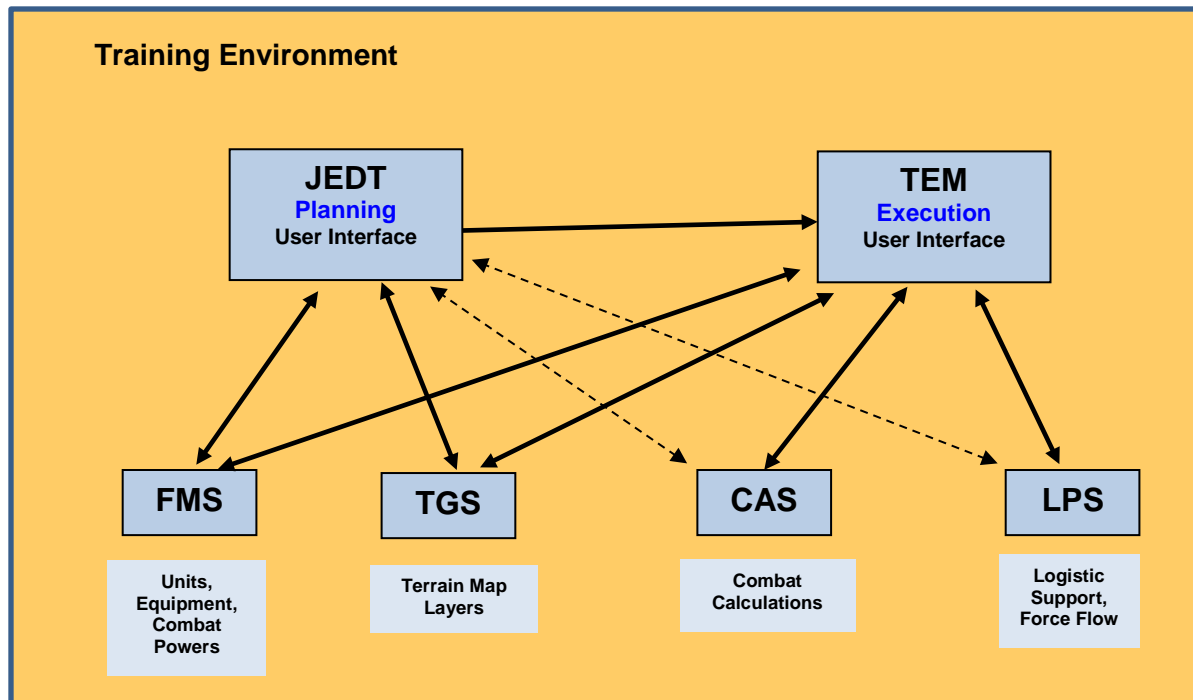 Training Environment
JEDT
Planning
User Interface
TEM
Execution
User Interface
FMS
TGS
CAS
LPS
Units,
Equipment,
Combat
Powers
Terrain Map
Layers
Combat
Calculations
Logistic
Support,
Force Flow